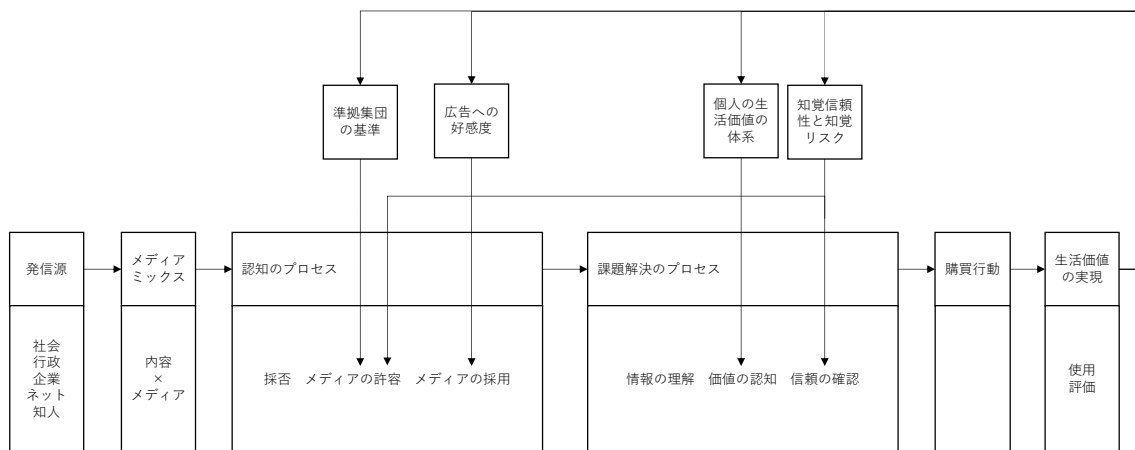 準拠集団
の基準
広告への
好感度
個人の生
活価値の
体系
知覚信頼
性と知覚
リスク
発信源
メディア
ミックス
認知のプロセス
課題解決のプロセス
購買行動
生活価値
の実現
社会
行政
企業
ネット
知人
内容
×
メディア
採否 メディアの許容 メディアの採用
情報の理解 価値の認知 信頼の確認
使用
評価